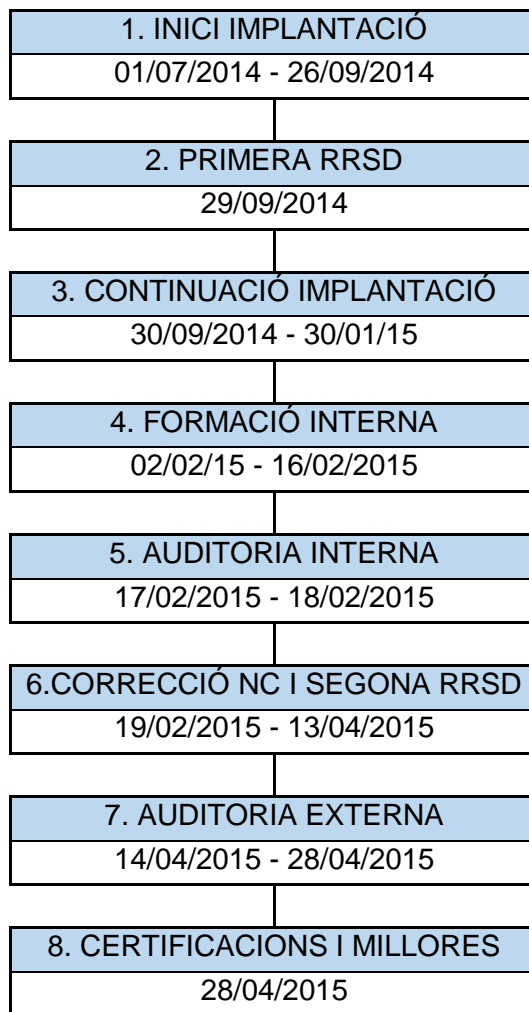 1. INICI IMPLANTACIÓ
01/07/2014 - 26/09/2014
2. PRIMERA RRSD
29/09/2014
3. CONTINUACIÓ IMPLANTACIÓ
30/09/2014 - 30/01/15
4. FORMACIÓ INTERNA
02/02/15 - 16/02/2015
5. AUDITORIA INTERNA
17/02/2015 - 18/02/2015
6.CORRECCIÓ NC I SEGONA RRSD
19/02/2015 - 13/04/2015
7. AUDITORIA EXTERNA
14/04/2015 - 28/04/2015
8. CERTIFICACIONS I MILLORES
28/04/2015